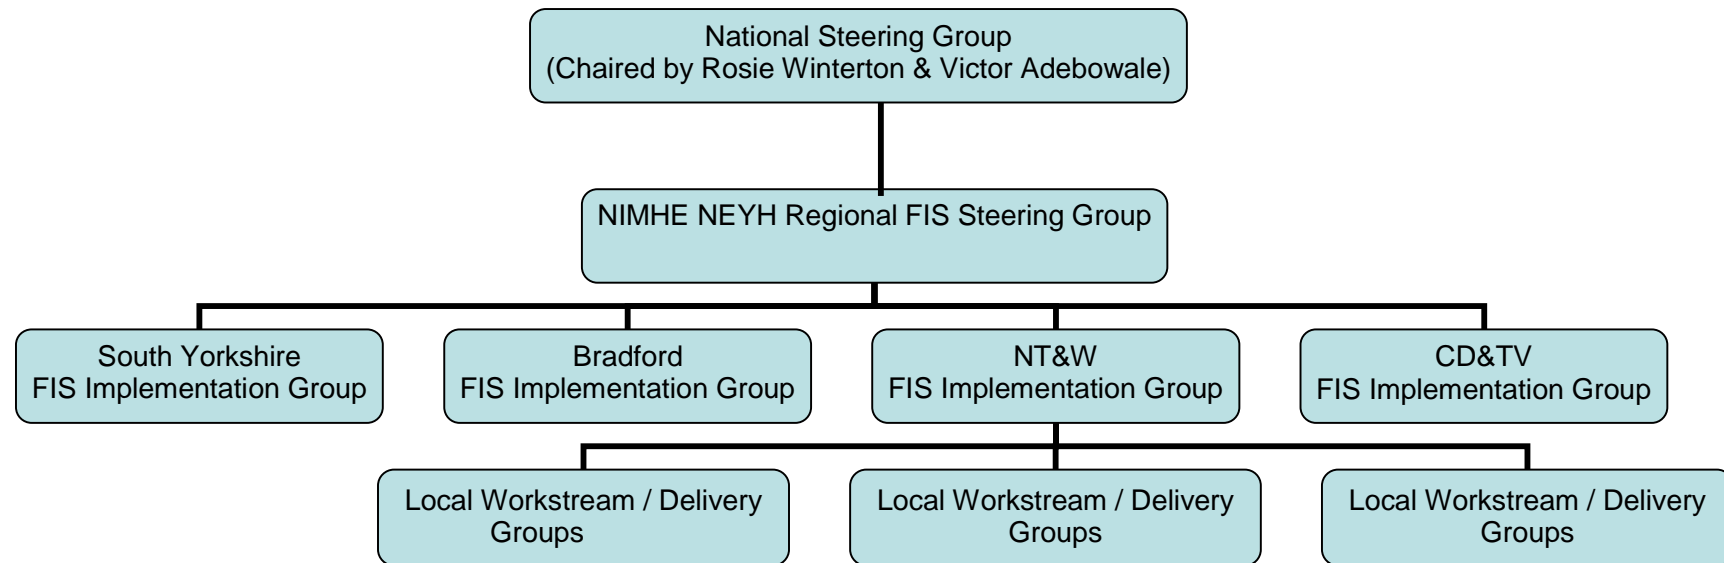 National Steering Group
(Chaired by Rosie Winterton & Victor Adebowale)
NIMHE NEYH Regional FIS Steering Group
South Yorkshire
FIS Implementation Group
Bradford
FIS Implementation Group
NT&W
FIS Implementation Group
CD&TV
FIS Implementation Group
Local Workstream / Delivery
Groups
Local Workstream / Delivery
Groups
Local Workstream / Delivery
Groups